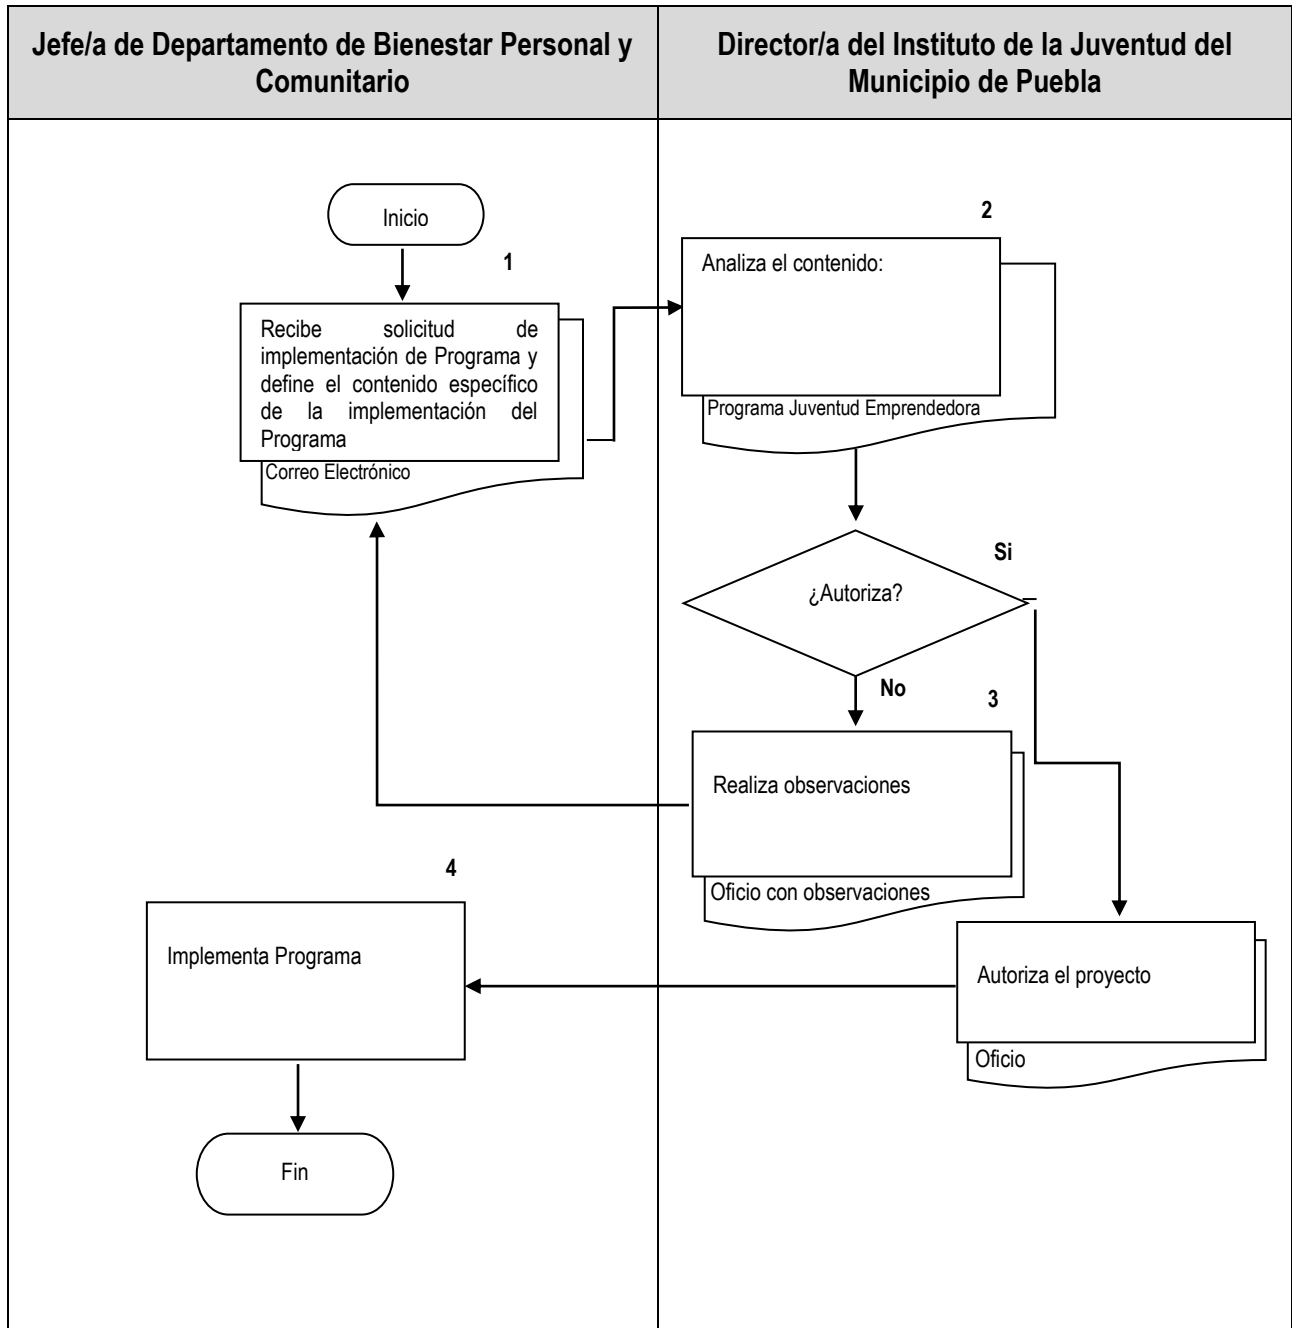 Jefe/a de Departamento de Bienestar Personal y
Comunitario
Director/a del Instituto de la Juventud del
Municipio de Puebla
Inicio
1
Recibe solicitud de
implementación de Programa y
define el contenido específico
de la implementación del
Programa
Correo Electrónico
2
Analiza el contenido:
Programa Juventud Emprendedora
¿Autoriza?
Si
No
3
Realiza observaciones
Oficio con observaciones
Autoriza el proyecto
Oficio
4
Implementa Programa
Fin